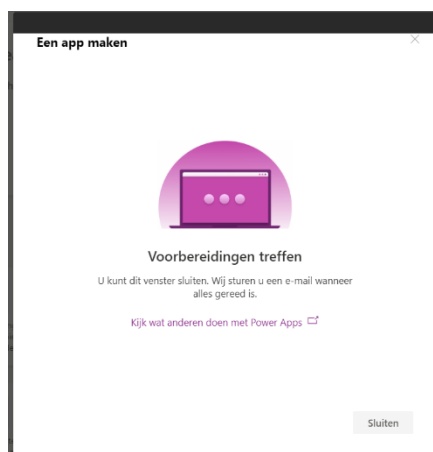 Een app maken
Voorbereidingen treffen
U kunt dit venster sluiten. Wij sturen u een e-mail wanneer
alles gereed is.
Kijk wat anderen doen met Power Apps
Sluiten